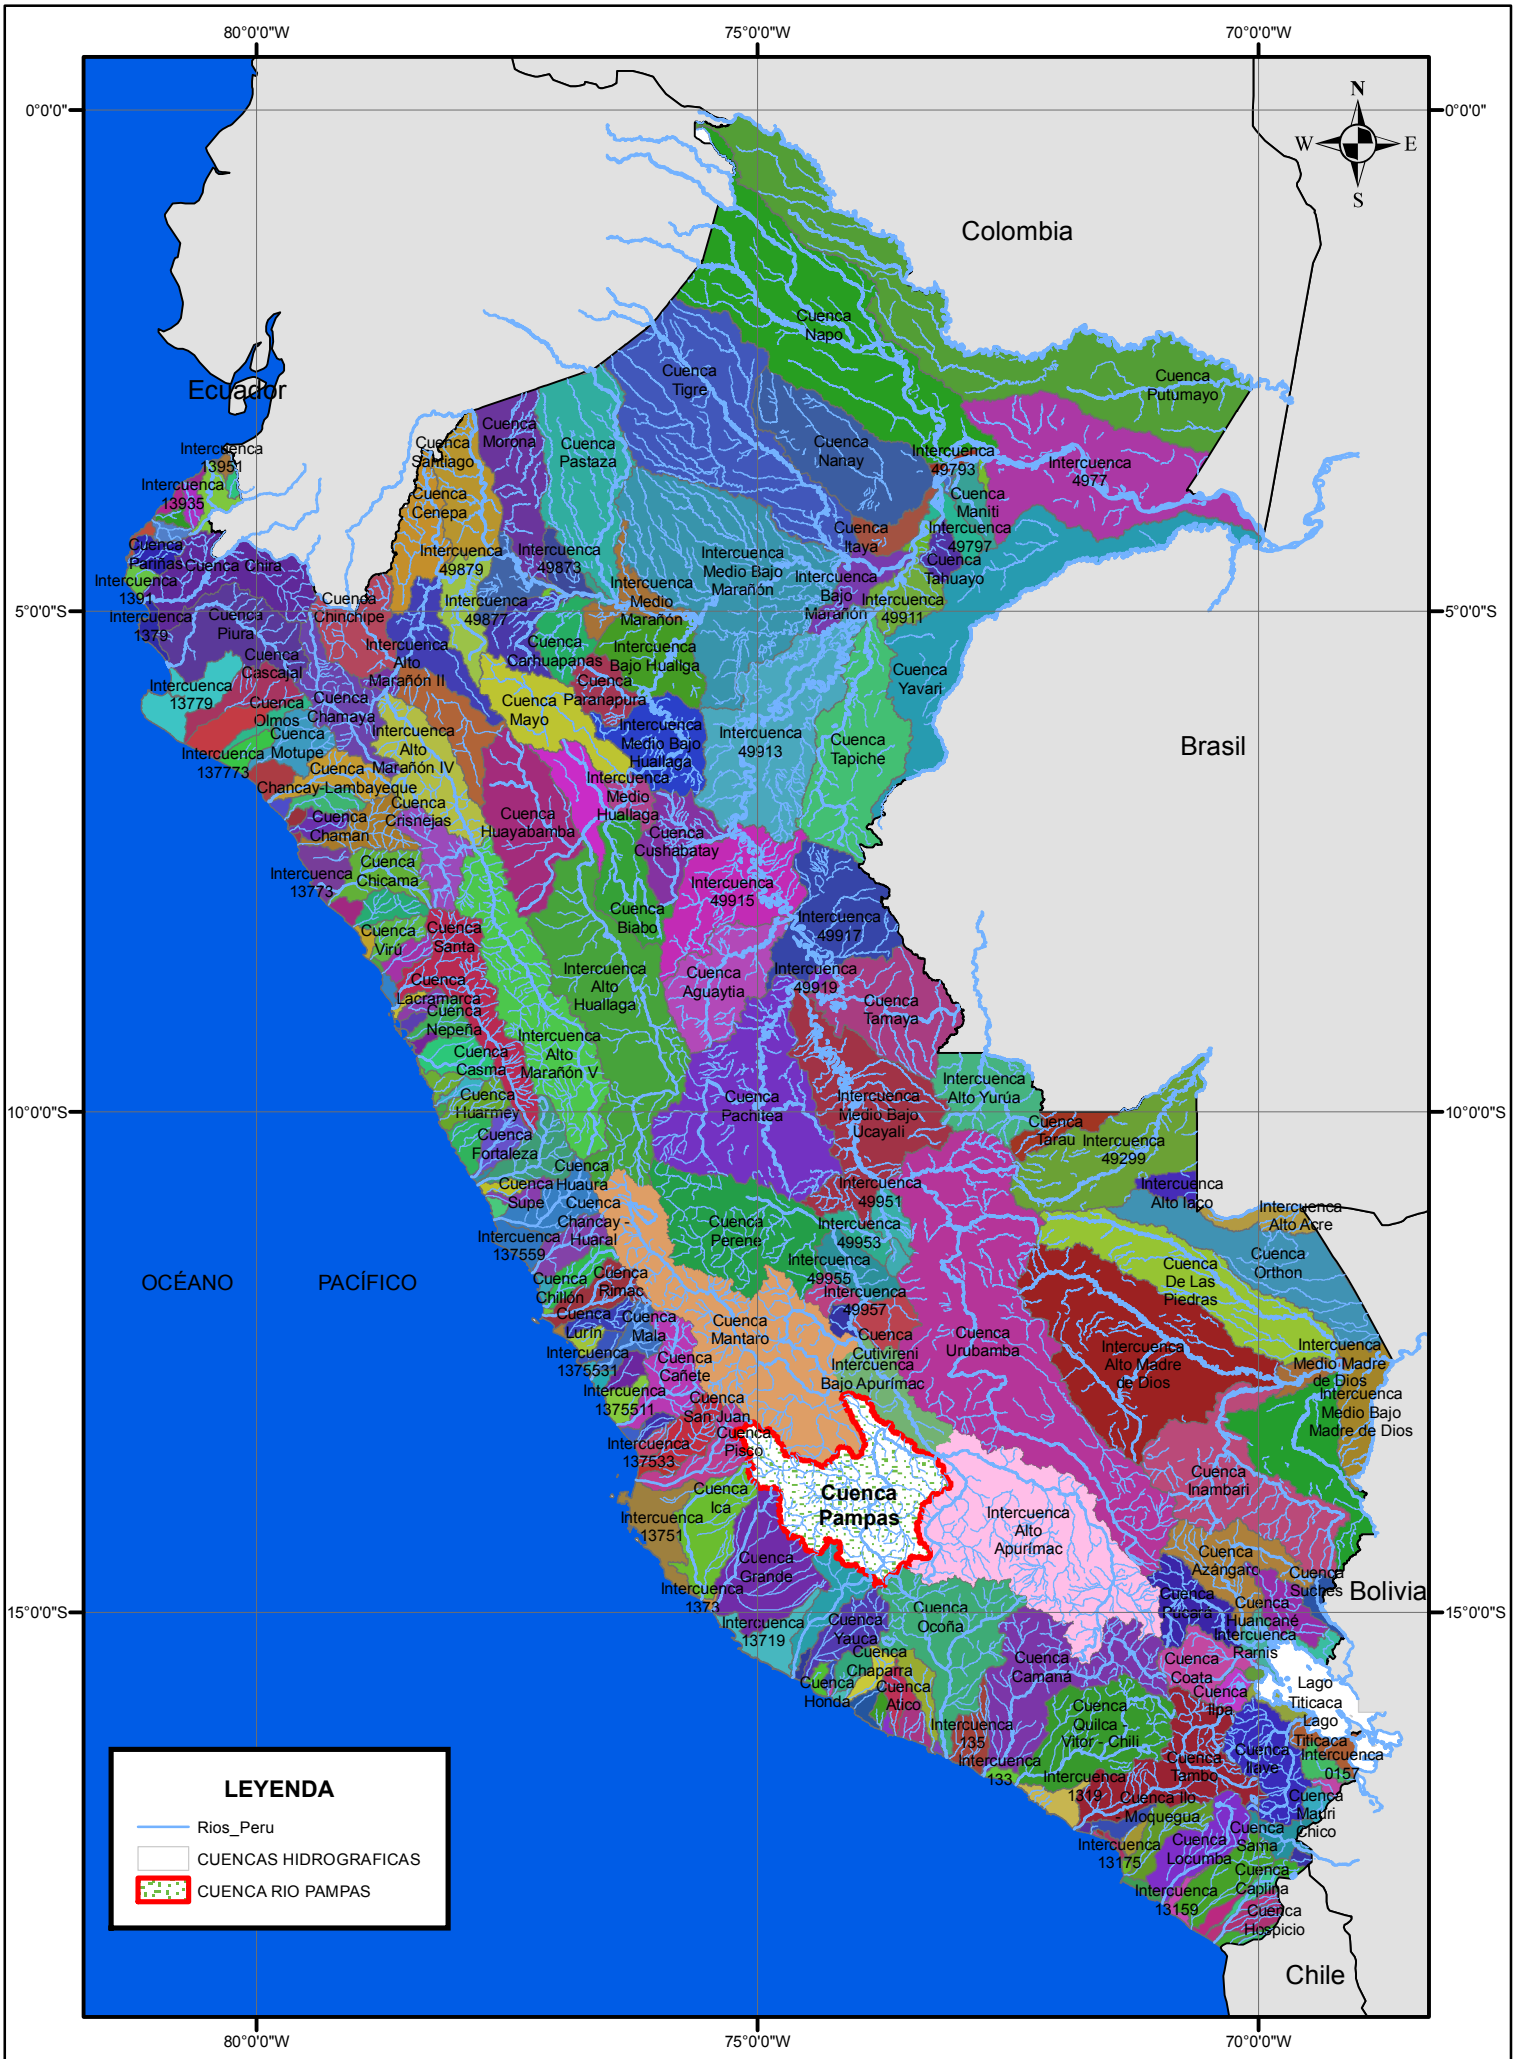 80°0'0"W
75°0'0"W
70°0'0"W
0°0'0"
0°0'0"
N
W
E
S
Colombia
Cuenca
Napo
Cuenca
Tigre
Cuenca
Putumayo
Ecuador
Cuenca
Morona
Cuenca
Santiago
Cuenca
Pastaza
Cuenca
Nanay
Intercuenca
49793
Intercuenca
4977
Intercuenca
13951
Intercuenca
13935
Cuenca
Cenepa
Cuenca
Maniti
Cuenca
Itaya
Intercuenca
49797
Cuenca
Pariñas
Cuenca Chira
Intercuenca
49879
Intercuenca
49873
Intercuenca
Medio Bajo
Marañón
Cuenca
Tahuayo
Intercuenca
1391
Intercuenca
49877
Intercuenca
Medio
Marañón
Intercuenca
Bajo
Marañón
Intercuenca
49911
5°0'0"S
5°0'0"S
Intercuenca
1379
Cuenca
Piura
Cuenca
Chinchipe
Intercuenca
Alto
Marañón II
Cuenca
Carhuapanas
Intercuenca
Bajo Huallga
Cuenca
Cascajal
Cuenca
Yavari
Intercuenca
13779
Cuenca
Olmos
Cuenca
Chamaya
Cuenca
Mayo
Cuenca
Paranapura
Intercuenca
Medio Bajo
Huallaga
Intercuenca
49913
Cuenca
Tapiche
Brasil
Cuenca
Motupe
Intercuenca
137773
Intercuenca
Alto
Marañón IV
Cuenca
Chancay-Lambayeque
Intercuenca
Medio
Huallaga
Cuenca
Chaman
Cuenca
Crisnejas
Cuenca
Huayabamba
Cuenca
Cushabatay
Intercuenca
13773
Cuenca
Chicama
Intercuenca
49915
Cuenca
Biabo
Intercuenca
49917
Cuenca
Virú
Cuenca
Santa
Intercuenca
Alto
Huallaga
Cuenca
Aguaytia
Intercuenca
49919
Cuenca
Lacramarca
Cuenca
Tamaya
Cuenca
Nepeña
Cuenca
Casma
Intercuenca
Alto
Marañón V
Intercuenca
Alto Yurúa
Cuenca
Huarmey
Cuenca
Pachitea
Intercuenca
Medio Bajo
Ucayali
10°0'0"S
10°0'0"S
Cuenca
Fortaleza
Cuenca
Tarau
Intercuenca
49299
Cuenca
Huaura
Cuenca
Supe
Intercuenca
49951
Intercuenca
Alto Iaco
Cuenca
Chancay -
Huaral
Cuenca
Perene
Intercuenca
49953
Intercuenca
Alto Acre
Intercuenca
137559
Intercuenca
49955
Cuenca
Orthon
OCÉANO
PACÍFICO
Cuenca
Chillón
Cuenca
Rimac
Intercuenca
49957
Cuenca
De Las
Piedras
Cuenca
Lurín
Cuenca
Mala
Cuenca
Mantaro
Cuenca
Cutivireni
Cuenca
Urubamba
Intercuenca
Alto Madre
de Dios
Intercuenca
Medio Madre
de Dios
Intercuenca
1375531
Cuenca
Cañete
Intercuenca
Bajo Apurímac
Intercuenca
1375511
Cuenca
San Juan
Intercuenca
Medio Bajo
Madre de Dios
Intercuenca
137533
Cuenca
Pisco
Cuenca
Ica
Cuenca
Pampas
Cuenca
Inambari
Intercuenca
13751
Intercuenca
Alto
Apurímac
Cuenca
Grande
Cuenca
Azángaro
Intercuenca
1373
Cuenca
Suches
Bolivia
15°0'0"S
15°0'0"S
Cuenca
Pucará
Cuenca
Huancané
Intercuenca
13719
Cuenca
Yauca
Cuenca
Ocoña
Intercuenca
Ramis
Cuenca
Chaparra
Cuenca
Camaná
Cuenca
Coata
Cuenca
Honda
Cuenca
Atico
Cuenca
Ilpa
Lago
Titicaca
Lago
Titicaca
Intercuenca
135
Cuenca
Quilca -
Vitor - Chili
Intercuenca
133
Cuenca
Tambo
Cuenca
Ilave
Intercuenca
0157
Intercuenca
1319
Cuenca Ilo
- Moquegua
Cuenca
Mauri
Chico
Intercuenca
13175
Cuenca
Locumba
Cuenca
Sama
Intercuenca
13159
Cuenca
Caplina
Cuenca
Hospicio
Chile
LEYENDA
Rios_Peru
CUENCAS HIDROGRAFICAS
CUENCA RIO PAMPAS
80°0'0"W
75°0'0"W
70°0'0"W